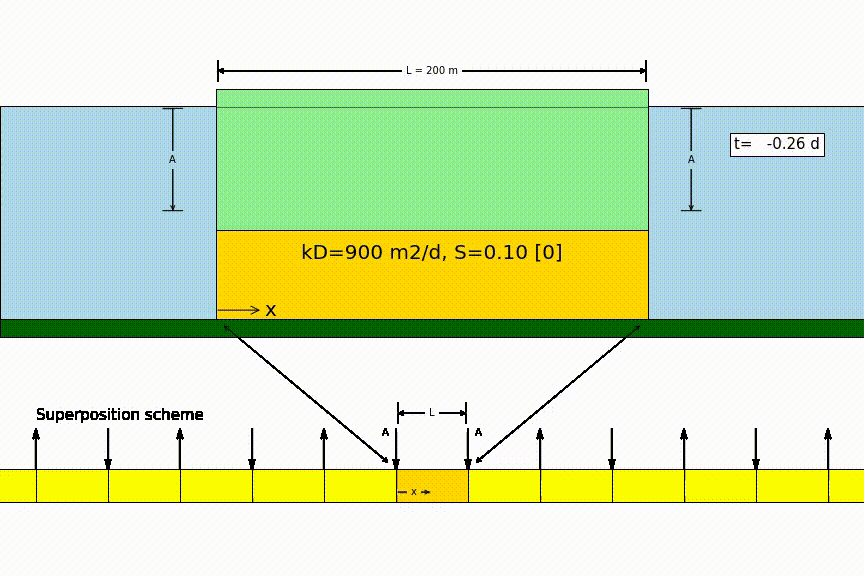 L = 200 m
A
A
t= -0.26 d
kD=900 m2/d, S=0.10 [0]
x
Superposition scheme
L
A
A
x